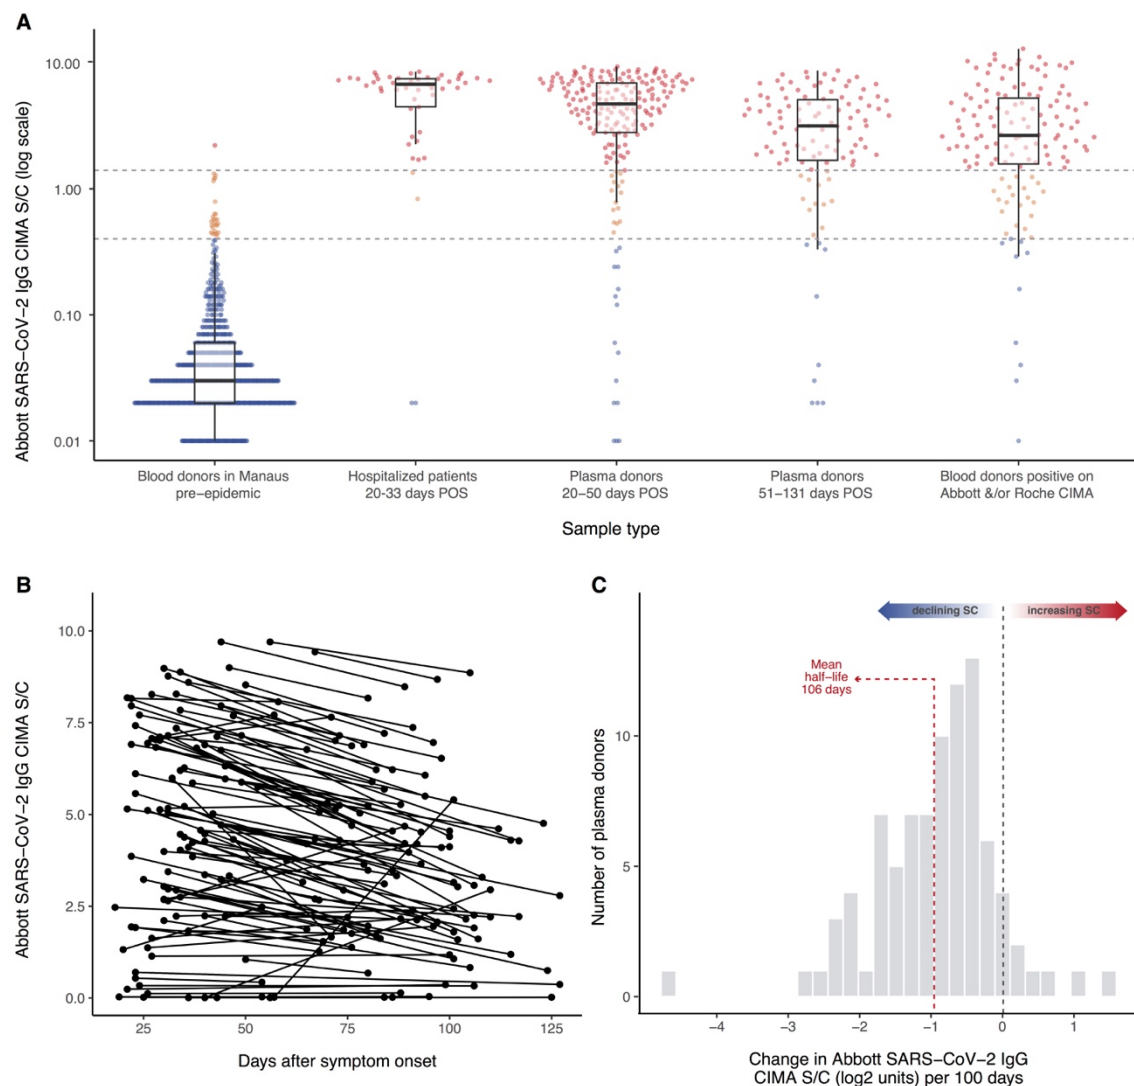 A
Abbott SARS−CoV−2 IgG CIMA S/C (log scale)
10.00
1.00
0.10
0.01
Blood donors in Manaus
pre−epidemic
Hospitalized patients
20-33 days POS
Plasma donors
20−50 days POS
Plasma donors
51−131 days POS
Blood donors positive on
Abbott &/or Roche CIMA
Sample type
B
Abbott SARS−CoV−2 IgG CIMA S/C
10.0
7.5
5.0
2.5
0.0
25
50
75
100
125
Days after symptom onset
C
declining SC
increasing SC
Mean
half−life
106 days
Number of plasma donors
10
5
0
−4
−3
−2
−1
0
1
Change in Abbott SARS−CoV−2 IgG
CIMA S/C (log2 units) per 100 days